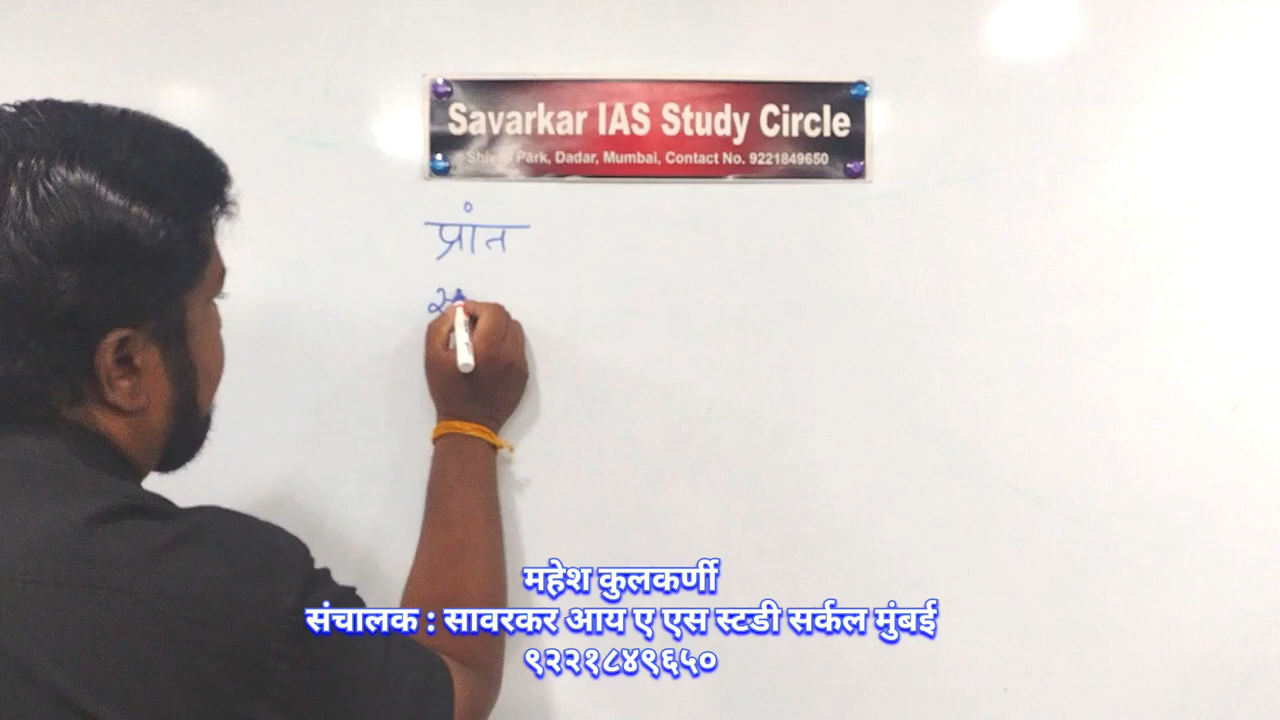 Savarkar IAS Study Circle
Shivaji Park, Dadar, Mumbai, Contact No. 9221849650
प्रांत
महेश कुलकर्णी
संचालक : सावरकर आय ए एस स्टडी सर्कल मुंबई
९२२१८४९६५०